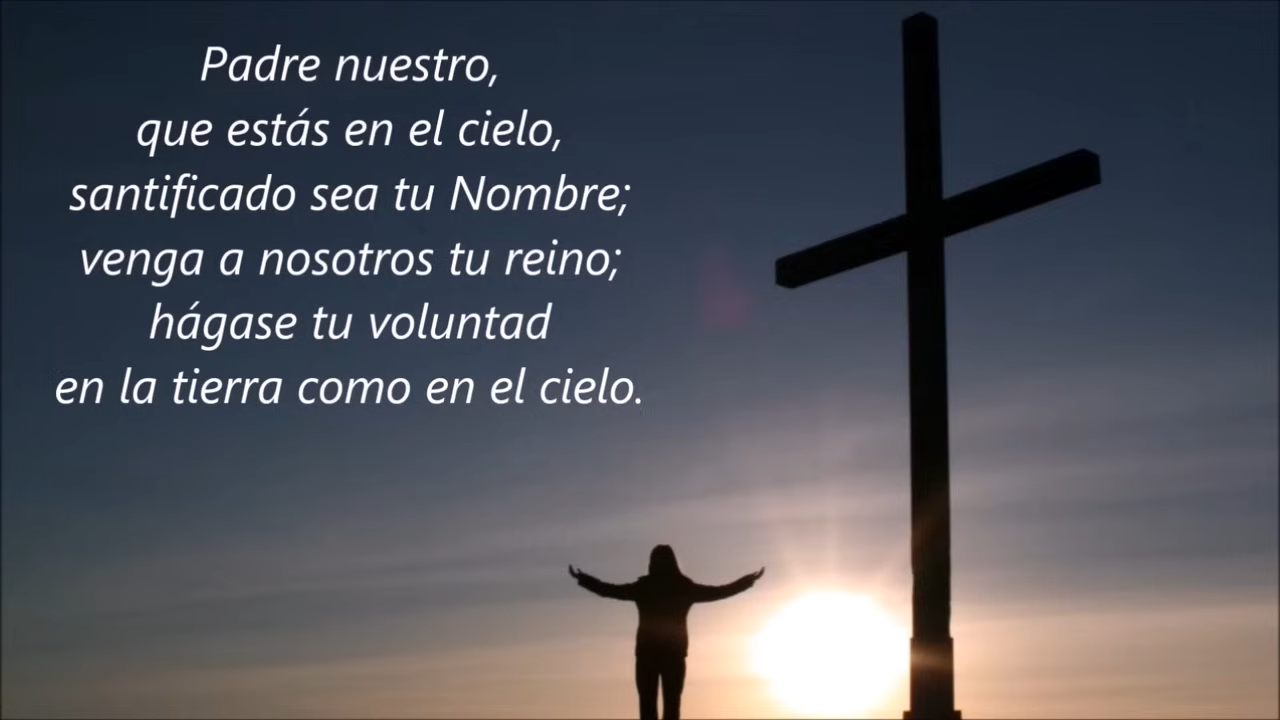 Padre nuestro,
que estás en el cielo,
santificado sea tu Nombre;
venga a nosotros tu reino;
hágase tu voluntad
en la tierra como en el cielo.